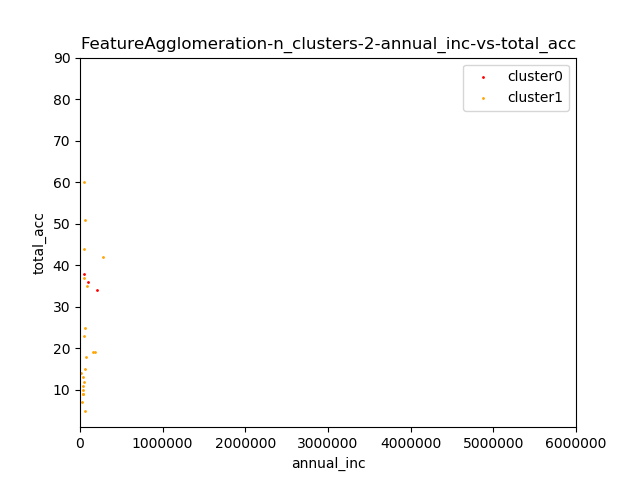 FeatureAgglomeration-n_clusters-2-annual_inc-vs-total_acc
cluster0
cluster1
90
80
70
60
50
40
30
20
10
total_acc
0 1000000 2000000 3000000 4000000 5000000 6000000
annual_inc